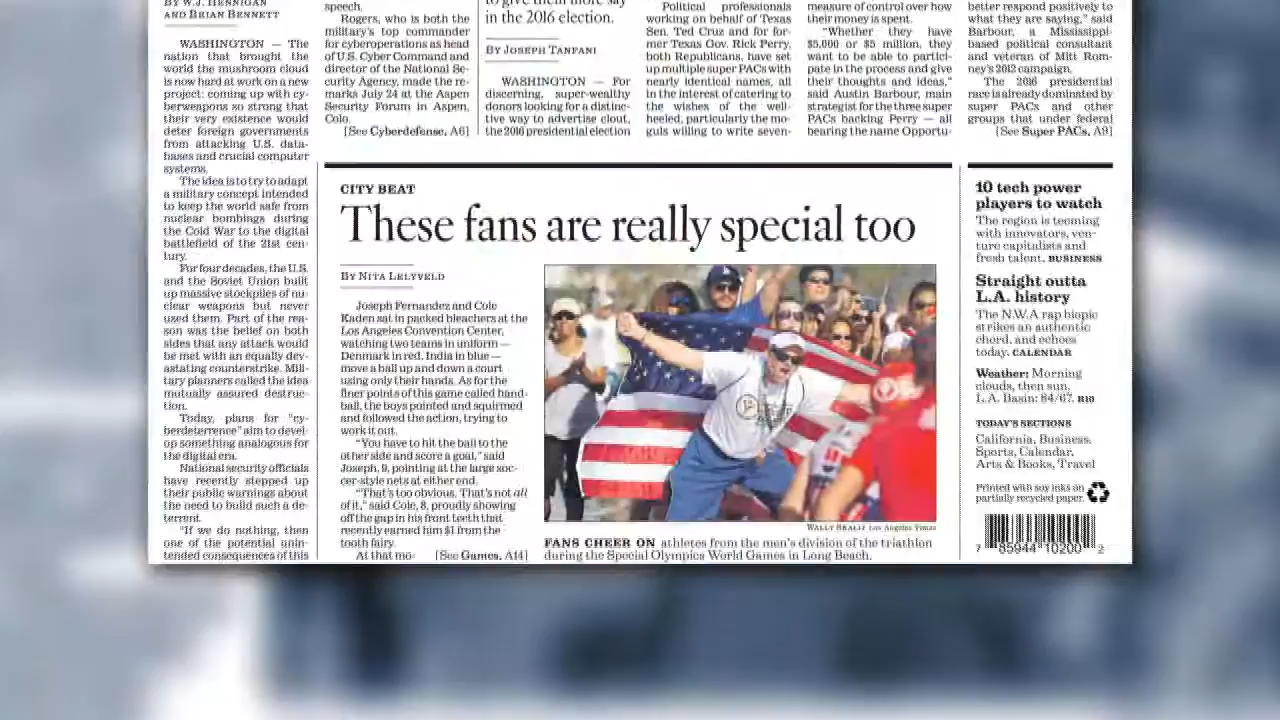 BY W.J. HENNIGAN
AND BRIAN BENNETT
WASHINGTON — The
nation that brought the
world the mushroom cloud
is now hard at work on a new
project: coming up with cy-
berweapons so strong that
their very existence would
deter foreign governments
from attacking U.S. data-
bases and crucial computer
systems.
The idea is to try to adapt
a military concept intended
to keep the world safe from
nuclear bombings during
the Cold War to the digital
battlefield of the 21st cen-
tury.
For four decades, the U.S.
and the Soviet Union built
up massive stockpiles of nu-
clear weapons but never
used them. Part of the rea-
son was the belief on both
sides that any attack would
be met with an equally dev-
astating counterstrike. Mili-
tary planners called the idea
mutually assured destruc-
tion.
Today, plans for "cy-
berdeterrence" aim to devel-
op something analogous for
the digital era.
National security officials
have recently stepped up
their public warnings about
the need to build such a de-
terrent.
"If we do nothing, then
one of the potential unin-
tended consequences of this
speech.
Rogers, who is both the
military's top commander
for cyberoperations as head
of U.S. Cyber Command and
director of the National Se-
curity Agency, made the re-
marks July 24 at the Aspen
Security Forum in Aspen,
Colo.
[See Cyberdefense, A6]
to give them more say
in the 2016 election.
BY JOSEPH TANFANI
WASHINGTON — For
discerning, super-wealthy
donors looking for a distinc-
tive way to advertise clout,
the 2016 presidential election
Political professionals
working on behalf of Texas
Sen. Ted Cruz and for for-
mer Texas Gov. Rick Perry,
both Republicans, have set
up multiple super PACs with
nearly identical names, all
in the interest of catering to
the wishes of the well-
heeled, particularly the mo-
guls willing to write seven-
measure of control over how
their money is spent.
"Whether they have
$5,000 or $5 million, they
want to be able to partici-
pate in the process and give
their thoughts and ideas,"
said Austin Barbour, main
strategist for the three super
PACs backing Perry — all
bearing the name Opportu-
better respond positively to
what they are saying," said
Barbour, a Mississippi-
based political consultant
and veteran of Mitt Rom-
ney's 2012 campaign.
The 2016 presidential
race is already dominated by
super PACs and other
groups that under federal
[See Super PACs, A9]
CITY BEAT
These fans are really special too
BY NITA LELYVELD
Joseph Fernandez and Cole
Kaden sat in packed bleachers at the
Los Angeles Convention Center,
watching two teams in uniform —
Denmark in red, India in blue —
move a ball up and down a court
using only their hands. As for the
finer points of this game called hand-
ball, the boys pointed and squirmed
and followed the action, trying to
work it out.
"You have to hit the ball to the
other side and score a goal," said
Joseph, 9, pointing at the large soc-
cer-style nets at either end.
"That's too obvious. That's not all
of it," said Cole, 8, proudly showing
off the gap in his front teeth that
recently earned him $1 from the
tooth fairy.
At that mo- [See Games, A14]
WALLY SKALIJ Los Angeles Times
FANS CHEER ON athletes from the men's division of the triathlon
during the Special Olympics World Games in Long Beach.
10 tech power
players to watch
The region is teeming
with innovators, ven-
ture capitalists and
fresh talent. BUSINESS
Straight outta
L.A. history
The N.W.A rap biopic
strikes an authentic
chord, and echoes
today. CALENDAR
Weather: Morning
clouds, then sun.
L.A. Basin: 84/67. B10
TODAY'S SECTIONS
California, Business,
Sports, Calendar,
Arts & Books, Travel
Printed with soy inks on
partially recycled paper.
7 85944 10200 2